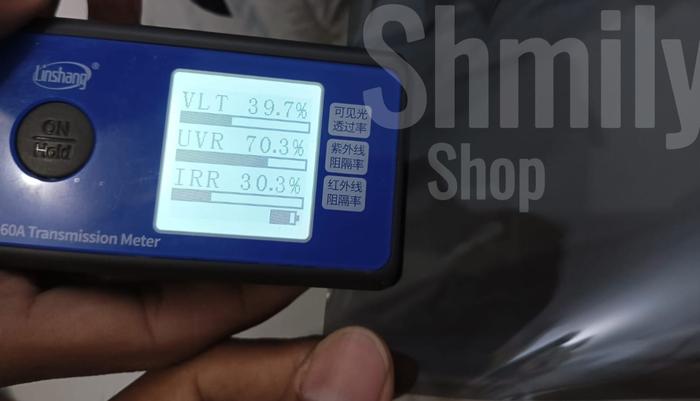 Shmily
Shop
Linshang®
ON
Hold
VLT 39.7%
UVR 70.3%
IRR 30.3%
可见光
透过率
紫外线
阻隔率
红外线
阻隔率
60A Transmission Meter